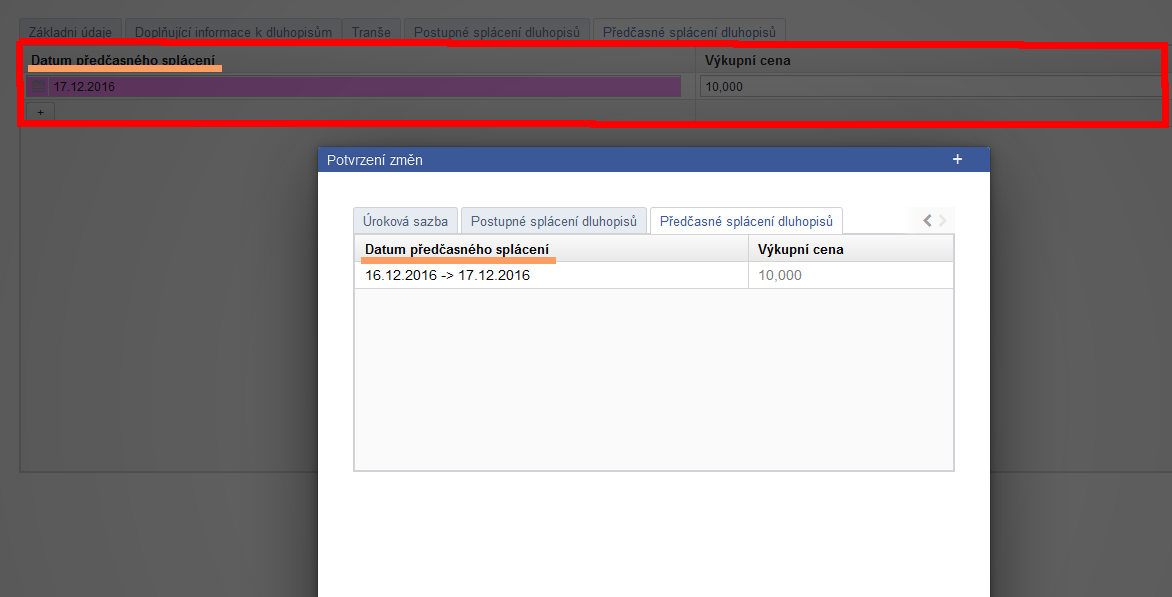 Základní údaje Doplňující informace k dluhopisům Tranše Postupné splácení dluhopisů Předčasné splácení dluhopisů
Datum předčasného splácení Výkupní cena
17.12.2016 10,000
+
Potvrzení změn +
Úroková sazba Postupné splácení dluhopisů Předčasné splácení dluhopisů
Datum předčasného splácení Výkupní cena
16.12.2016 -> 17.12.2016 10,000